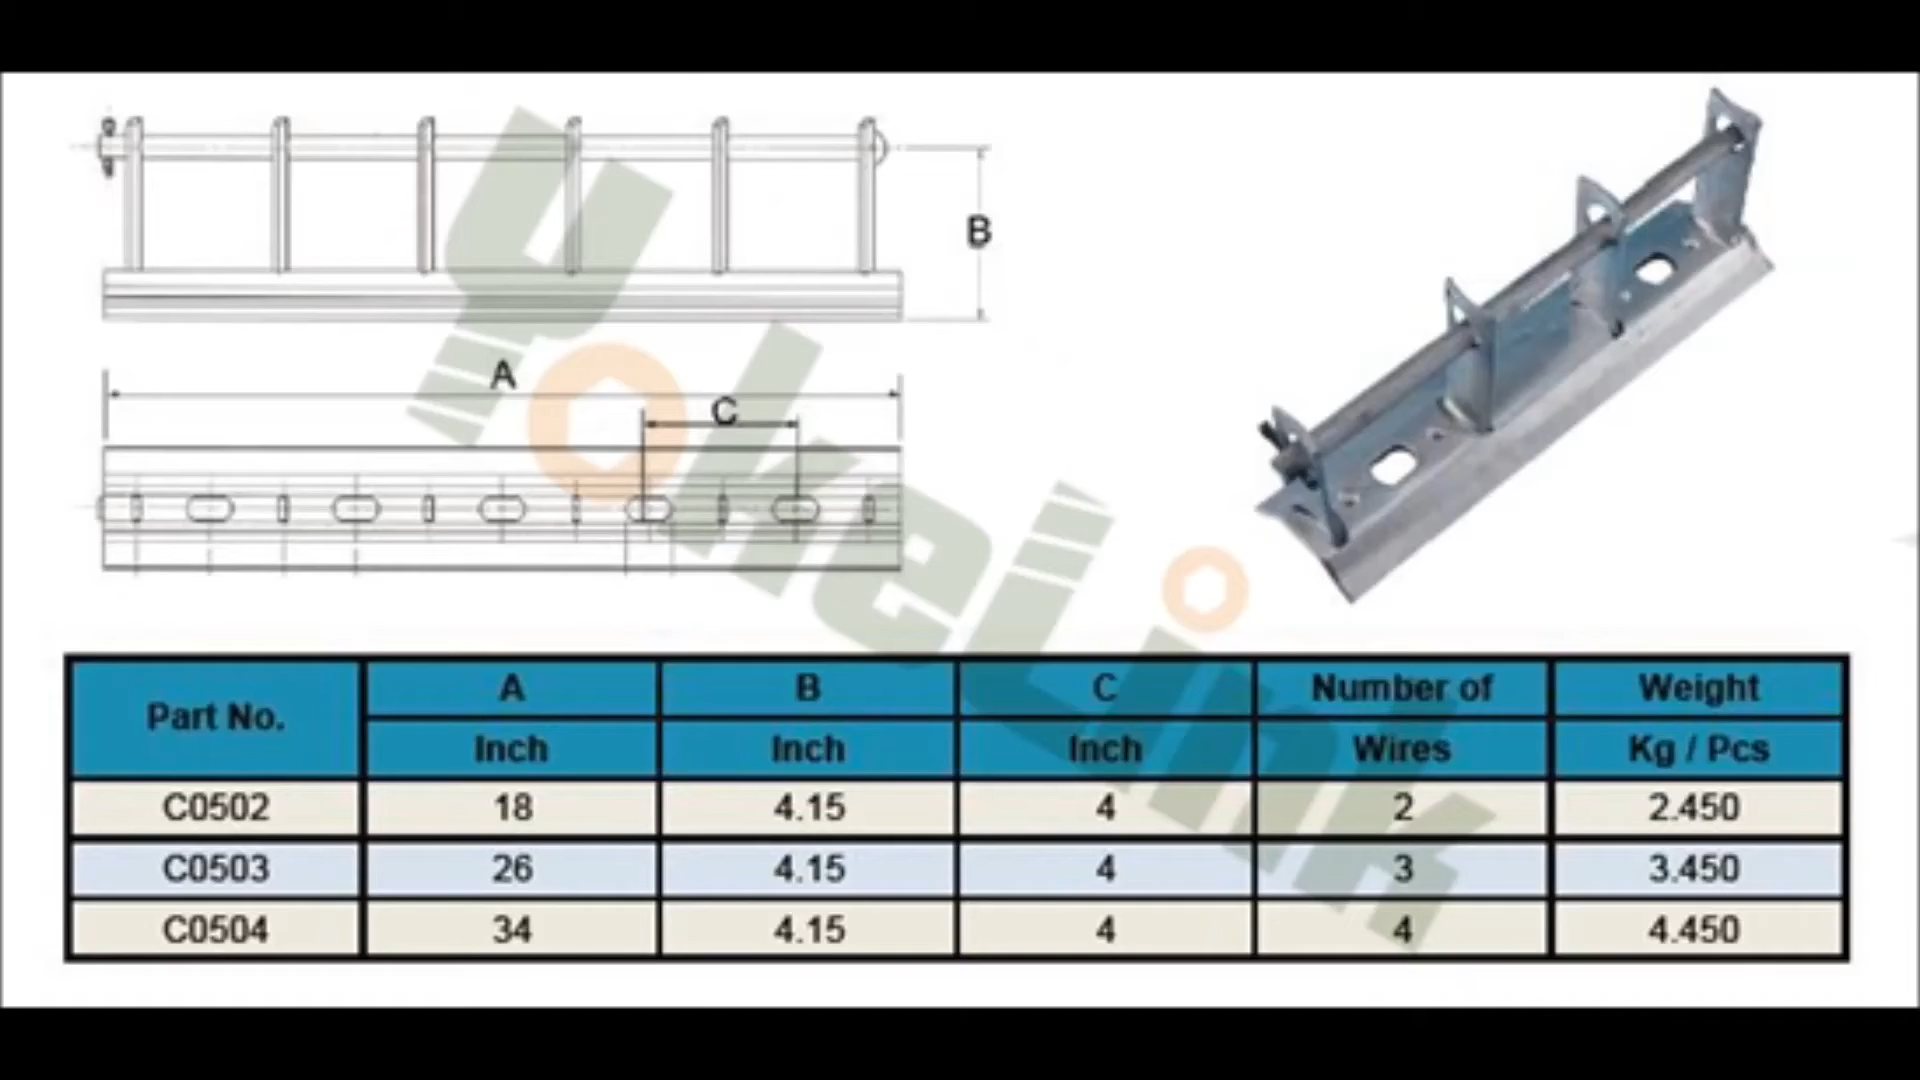 B
A
C
YokeLink
Part No. A B C Number of Weight
Inch Inch Inch Wires Kg / Pcs
C0502 18 4.15 4 2 2.450
C0503 26 4.15 4 3 3.450
C0504 34 4.15 4 4 4.450